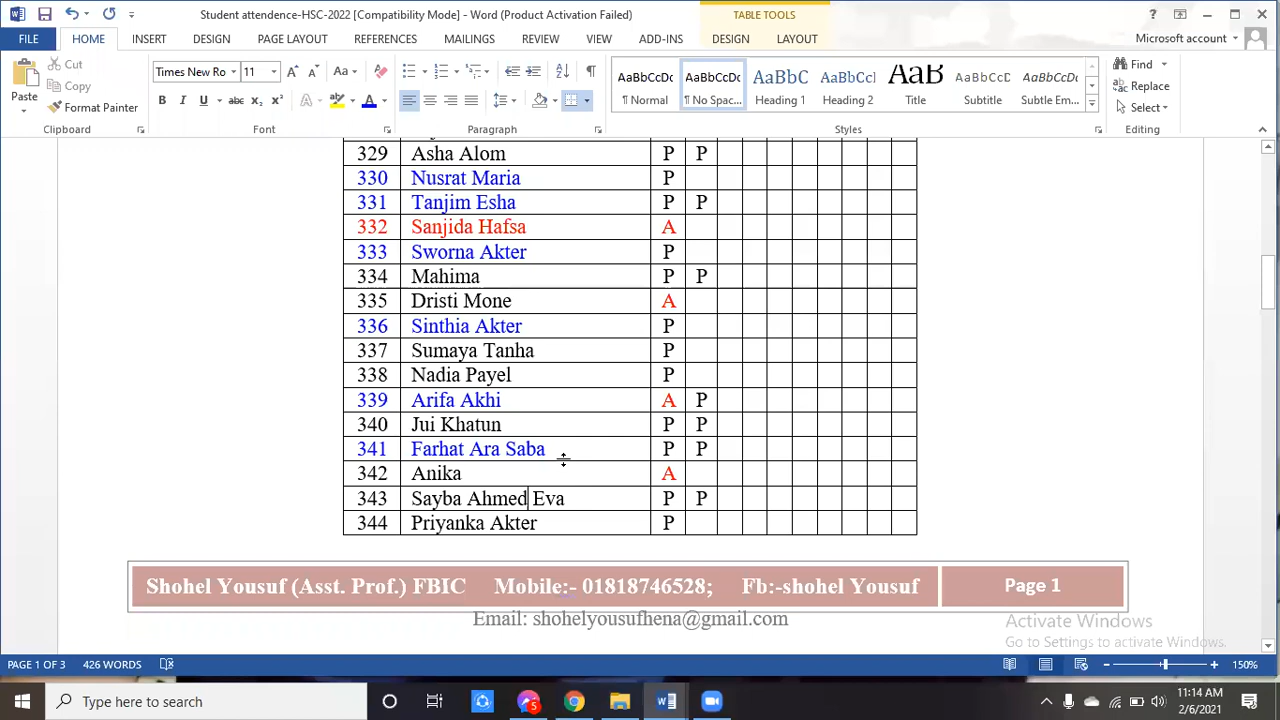 Student attendence-HSC-2022 [Compatibility Mode] - Word (Product Activation Failed)
TABLE TOOLS
FILE HOME INSERT DESIGN PAGE LAYOUT REFERENCES MAILINGS REVIEW VIEW ADD-INS DESIGN LAYOUT Microsoft account
Paste
Cut
Copy
Format Painter
Times New Ro 11
AaBbCcDc AaBbCcDc AaBbC AaBbCc AaB AaBbCcD AaBbCcDc
¶ Normal ¶ No Spac... Heading Heading 2 Title Subtitle Subtle Em...
Find
Replace
Select
Clipboard Font Paragraph Styles Editing
329 Asha Alom P P
330 Nusrat Maria P
331 Tanjim Esha P P
332 Sanjida Hafsa A
333 Sworna Akter P
334 Mahima P P
335 Dristi Mone A
336 Sinthia Akter P
337 Sumaya Tanha P
338 Nadia Payel P
339 Arifa Akhi A P
340 Jui Khatun P P
341 Farhat Ara Saba P P
342 Anika A
343 Sayba Ahmed Eva P P
344 Priyanka Akter P
Shohel Yousuf (Asst. Prof.) FBIC Mobile:- 01818746528; Fb:-shohel Yousuf Page 1
Email: shohelyousufhena@gmail.com
Activate Windows
Go to Settings to activate Windows.
PAGE 1 OF 3 426 WORDS 150%
Type here to search
11:14 AM
2/6/2021